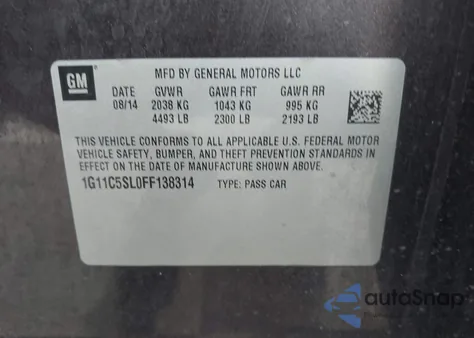 GM
MFD BY GENERAL MOTORS LLC
DATE GVWR GAWR FRT GAWR RR
08/14 2038 KG 1043 KG 995 KG
4493 LB 2300 LB 2193 LB
THIS VEHICLE CONFORMS TO ALL APPLICABLE U.S. FEDERAL MOTOR
VEHICLE SAFETY, BUMPER, AND THEFT PREVENTION STANDARDS IN
EFFECT ON THE DATE OF MANUFACTURE SHOWN ABOVE.
1G11C5SL0FF138314 TYPE: PASS CAR
autoSnap